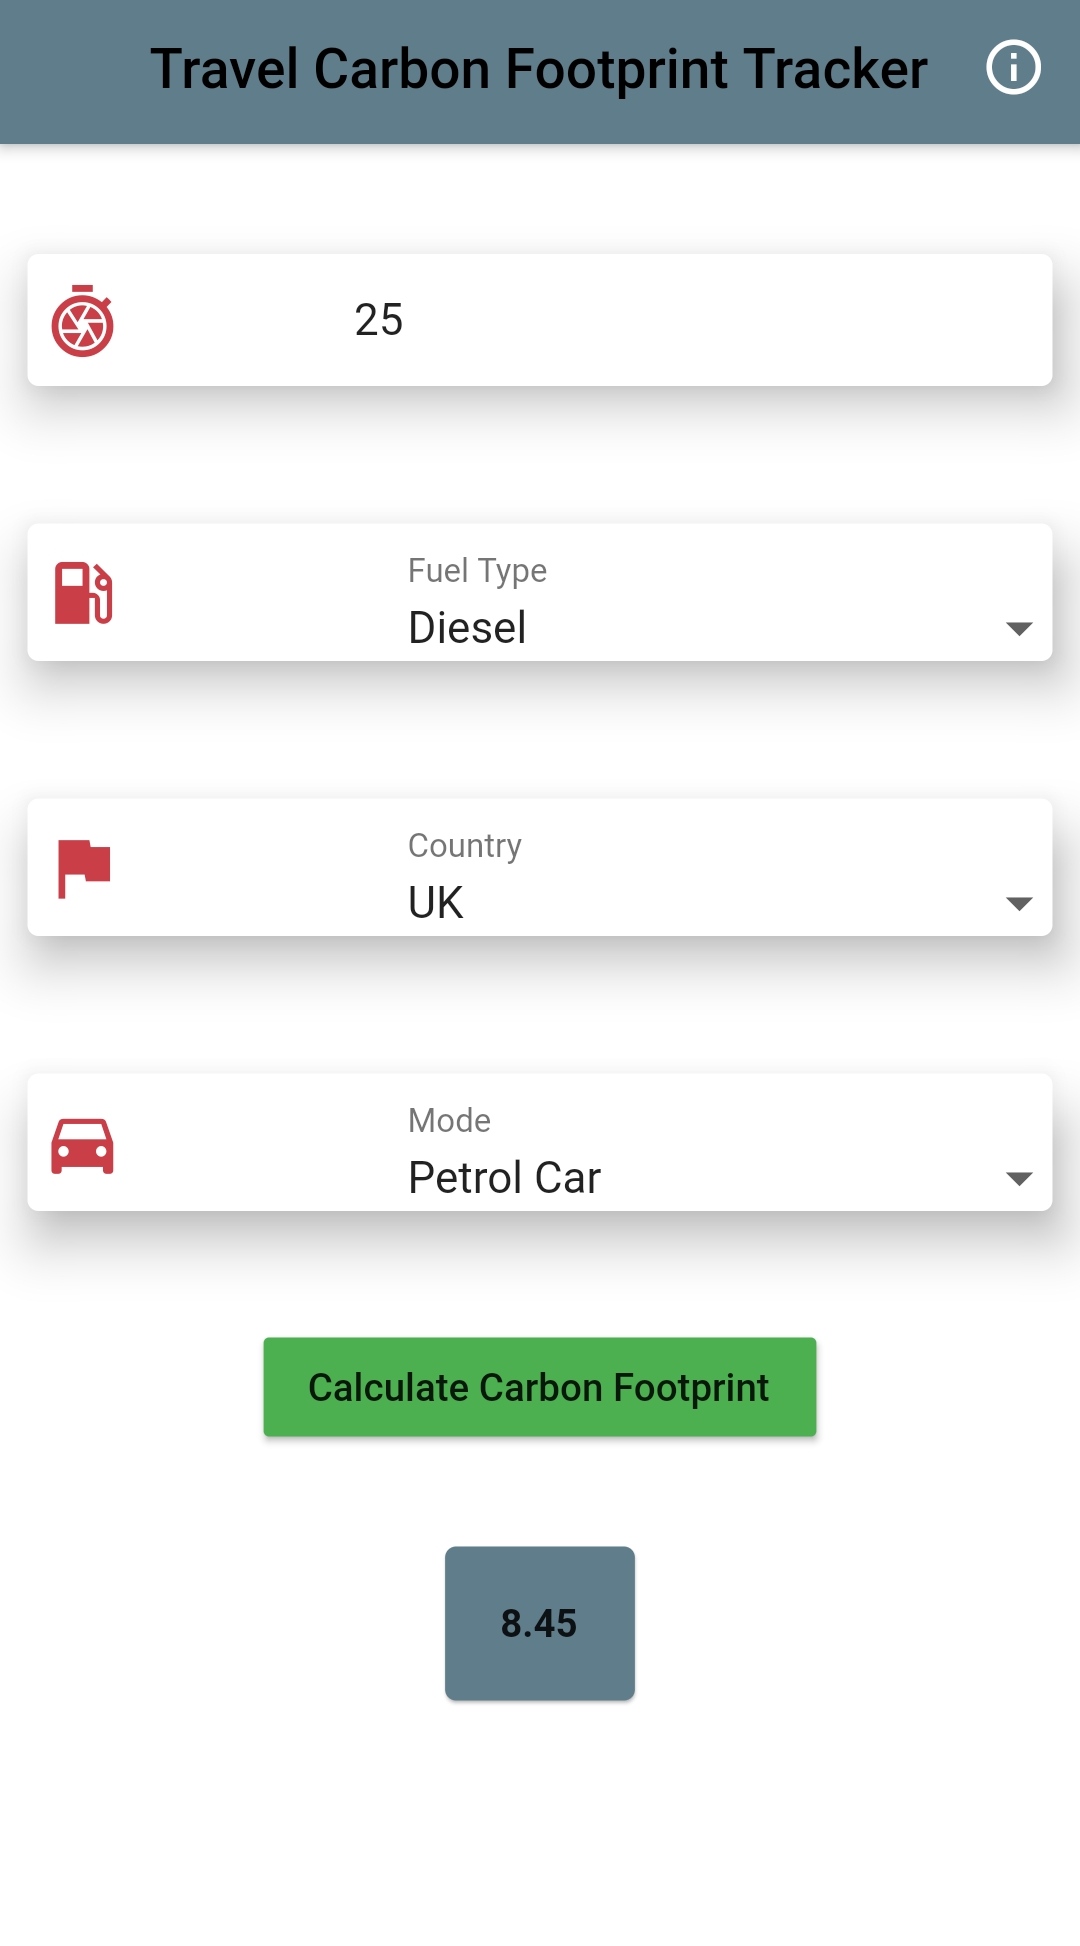 Travel Carbon Footprint Tracker
25
Fuel Type
Diesel
Country
UK
Mode
Petrol Car
Calculate Carbon Footprint
8.45